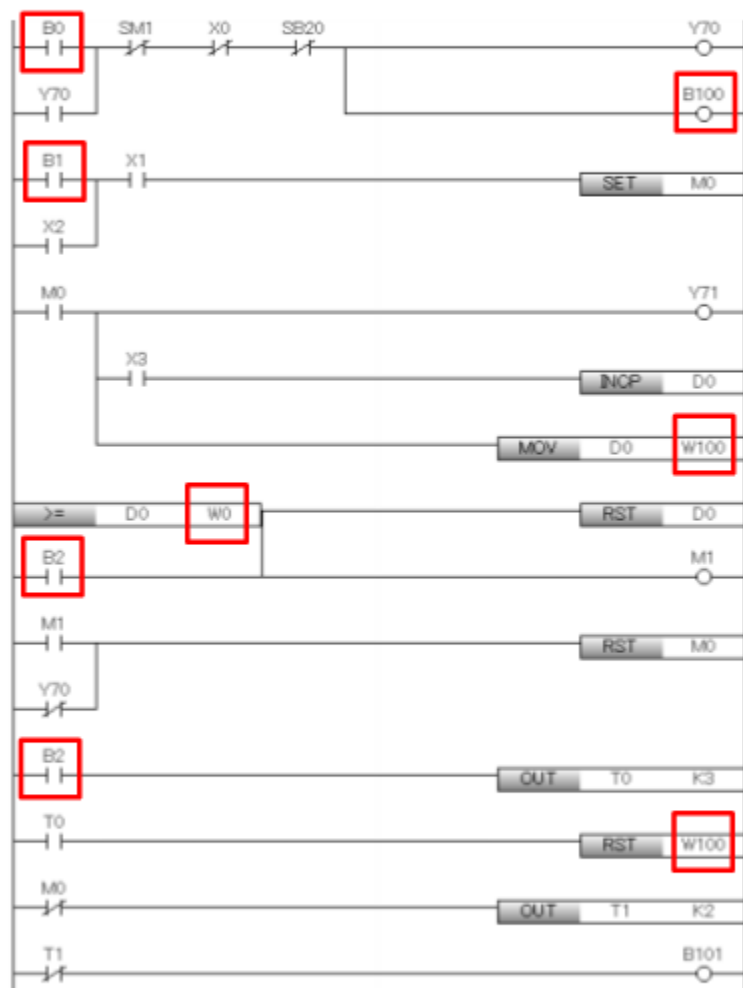 B0 SM1 X0 SB20 Y70
Y70 B100
B1 X1
SET M0
X2
M0 Y71
X3
INCP D0
MOV D0 W100
>= D0 W0 RST D0
B2 M1
M1
RST M0
Y70
B2
OUT T0 K3
T0
RST W100
M0
OUT T1 K2
T1 B101